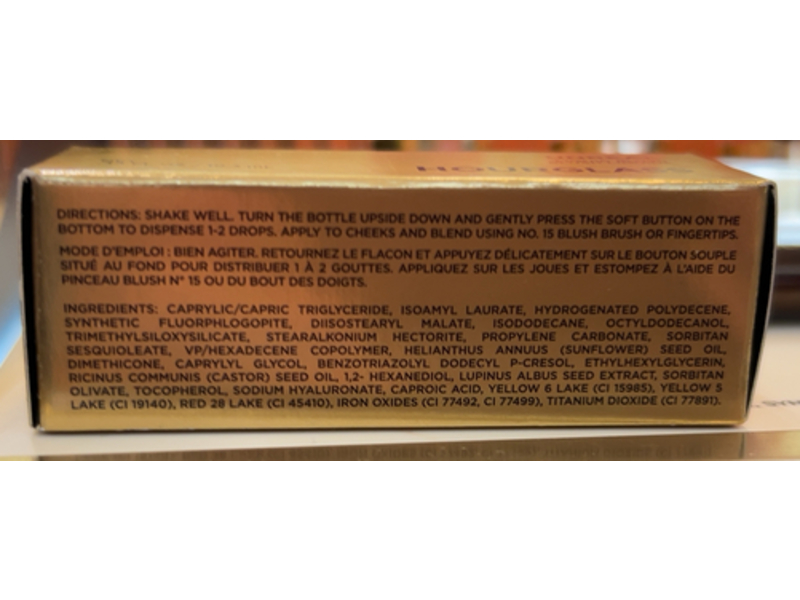 HOURGLASS
DIRECTIONS: SHAKE WELL. TURN THE BOTTLE UPSIDE DOWN AND GENTLY PRESS THE SOFT BUTTON ON THE
BOTTOM TO DISPENSE 1-2 DROPS. APPLY TO CHEEKS AND BLEND USING NO. 15 BLUSH BRUSH OR FINGERTIPS.
MODE D'EMPLOI : BIEN AGITER. RETOURNEZ LE FLACON ET APPUYEZ DÉLICATEMENT SUR LE BOUTON SOUPLE
SITUÉ AU FOND POUR DISTRIBUER 1 À 2 GOUTTES. APPLIQUEZ SUR LES JOUES ET ESTOMPEZ À L'AIDE DU
PINCEAU BLUSH N° 15 OU DU BOUT DES DOIGTS.
INGREDIENTS: CAPRYLIC/CAPRIC TRIGLYCERIDE, ISOAMYL LAURATE, HYDROGENATED POLYDECENE,
SYNTHETIC FLUORPHLOGOPITE, DIISOSTEARYL MALATE, ISODODECANE, OCTYLDODECANOL,
TRIMETHYLSILOXYSILICATE, STEARALKONIUM HECTORITE, PROPYLENE CARBONATE, SORBITAN
SESQUIOLEATE, VP/HEXADECENE COPOLYMER, HELIANTHUS ANNUUS (SUNFLOWER) SEED OIL,
DIMETHICONE, CAPRYLYL GLYCOL, BENZOTRIAZOLYL DODECYL P-CRESOL, ETHYLHEXYLGLYCERIN,
RICINUS COMMUNIS (CASTOR) SEED OIL, 1,2- HEXANEDIOL, LUPINUS ALBUS SEED EXTRACT, SORBITAN
OLIVATE, TOCOPHEROL, SODIUM HYALURONATE, CAPROIC ACID, YELLOW 6 LAKE (CI 15985), YELLOW 5
LAKE (CI 19140), RED 28 LAKE (CI 45410), IRON OXIDES (CI 77492, CI 77499), TITANIUM DIOXIDE (CI 77891).